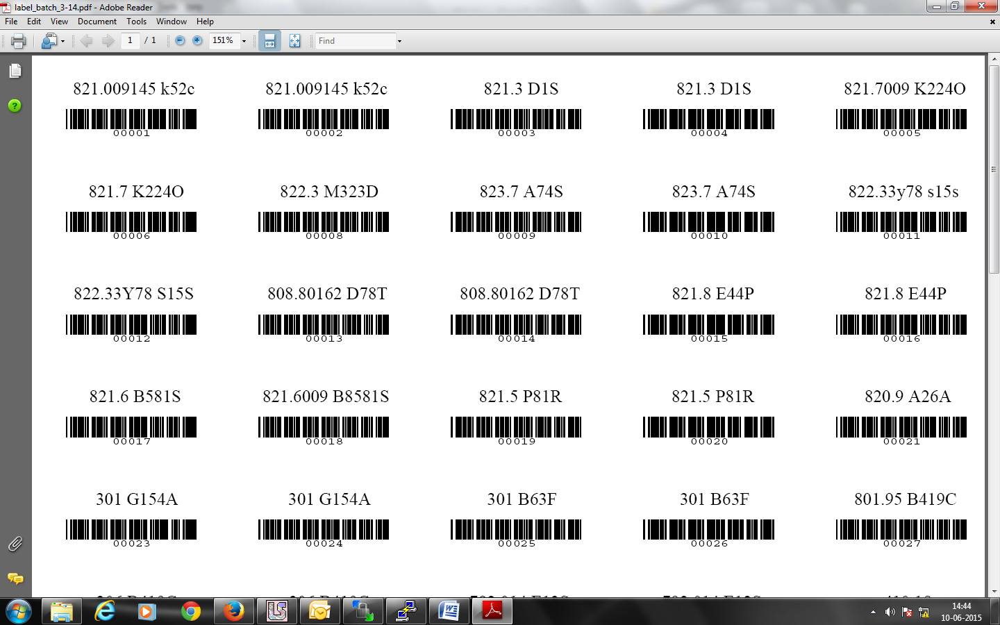 label_batch_3-14.pdf - Adobe Reader
File Edit View Document Tools Window Help
1 / 1 151% Find
821.009145 k52c 821.009145 k52c 821.3 D1S 821.3 D1S 821.7009 K224O
00001 00002 00003 00004 00005
821.7 K224O 822.3 M323D 823.7 A74S 823.7 A74S 822.33y78 s15s
00006 00008 00009 00010 00011
822.33Y78 S15S 808.80162 D78T 808.80162 D78T 821.8 E44P 821.8 E44P
00012 00013 00014 00015 00016
821.6 B581S 821.6009 B8581S 821.5 P81R 821.5 P81R 820.9 A26A
00017 00018 00019 00020 00021
301 G154A 301 G154A 301 B63F 301 B63F 801.95 B419C
00023 00024 00025 00026 00027
14:44
10-06-2015